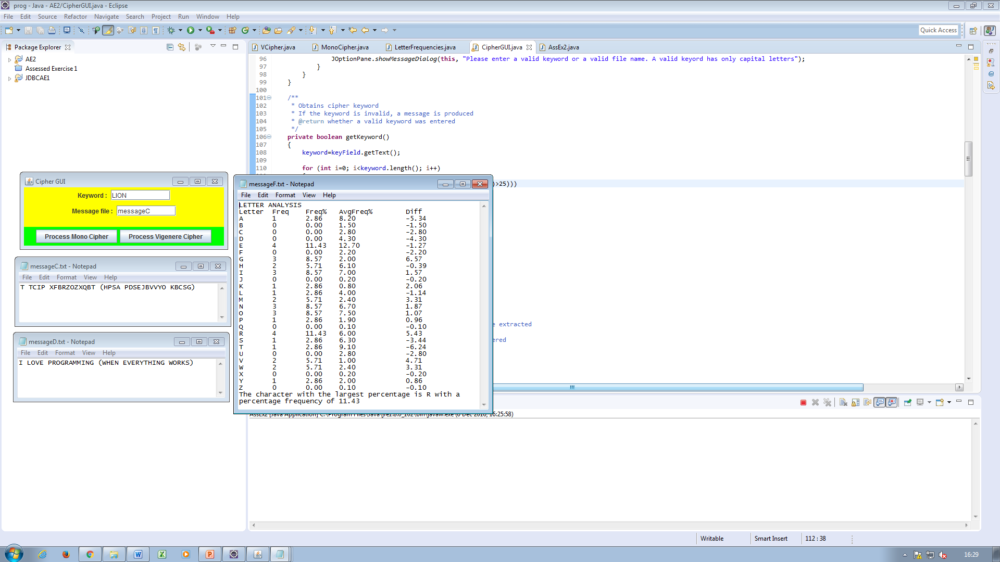 prog - Java - AE2/CipherGUI.java - Eclipse
File Edit Source Refactor Navigate Search Project Run Window Help
Quick Access
Package Explorer
AE2
Assessed Exercise 1
JDBCAE1
VCipher.java MonoCipher.java LetterFrequencies.java CipherGUI.java AssEx2.java
96 JOptionPane.showMessageDialog(this, "Please enter a valid keyword or a valid file name. A valid keyord has only capital letters");
97 }
98 }
99 }
100
101 /**
102 * Obtains cipher keyword
103 * If the keyword is invalid, a message is produced
104 * @return whether a valid keyword was entered
105 */
106 private boolean getKeyword()
107 {
108 keyword=keyField.getText();
109
110 for (int i=0; i<keyword.length(); i++)
)>25)))
e extracted
ered
Cipher GUI
Keyword : LION
Message file : messageC
Process Mono Cipher Process Vigenere Cipher
messageC.txt - Notepad
File Edit Format View Help
T TCIP XFBRZOZXQBT (HPSA PDSEJBVVYO KBCSG)
messageD.txt - Notepad
File Edit Format View Help
I LOVE PROGRAMMING (WHEN EVERYTHING WORKS)
messageF.txt - Notepad
File Edit Format View Help
LETTER ANALYSIS
Letter Freq Freq% AvgFreq% Diff
A 1 2.86 8.20 -5.34
B 0 0.00 1.50 -1.50
C 0 0.00 2.80 -2.80
D 0 0.00 4.30 -4.30
E 4 11.43 12.70 -1.27
F 0 0.00 2.20 -2.20
G 3 8.57 2.00 6.57
H 2 5.71 6.10 -0.39
I 3 8.57 7.00 1.57
J 0 0.00 0.20 -0.20
K 1 2.86 0.80 2.06
L 1 2.86 4.00 -1.14
M 2 5.71 2.40 3.31
N 3 8.57 6.70 1.87
O 3 8.57 7.50 1.07
P 1 2.86 1.90 0.96
Q 0 0.00 0.10 -0.10
R 4 11.43 6.00 5.43
S 1 2.86 6.30 -3.44
T 1 2.86 9.10 -6.24
U 0 0.00 2.80 -2.80
V 2 5.71 1.00 4.71
W 2 5.71 2.40 3.31
X 0 0.00 0.20 -0.20
Y 1 2.86 2.00 0.86
Z 0 0.00 0.10 -0.10
The character with the largest percentage is R with a
percentage frequency of 11.43
AssEx2 [Java Application] C:\Program Files\Java\jre1.8.0_102\bin\javaw.exe (6 Dec 2016, 16:25:58)
Writable Smart Insert 112 : 38
16:29